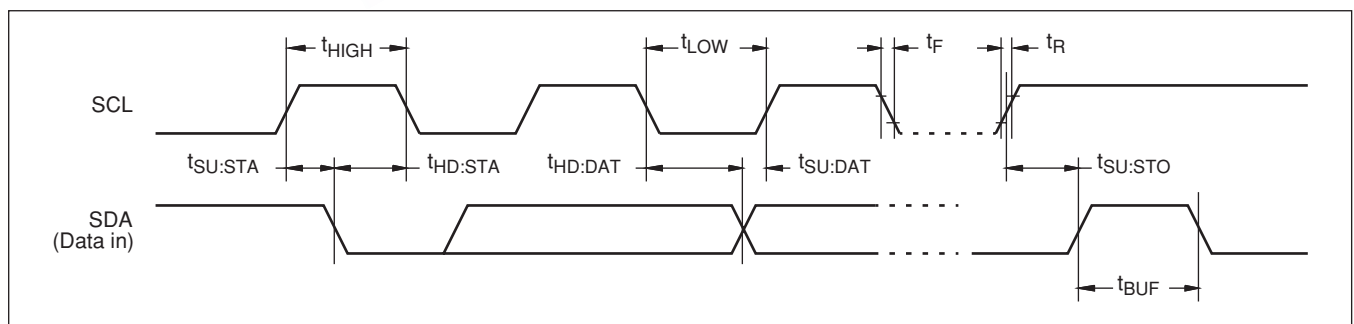 tHIGH
tLOW
tF
tR
SCL
tSU:STA
tHD:STA
tHD:DAT
tSU:DAT
tSU:STO
SDA
(Data in)
tBUF